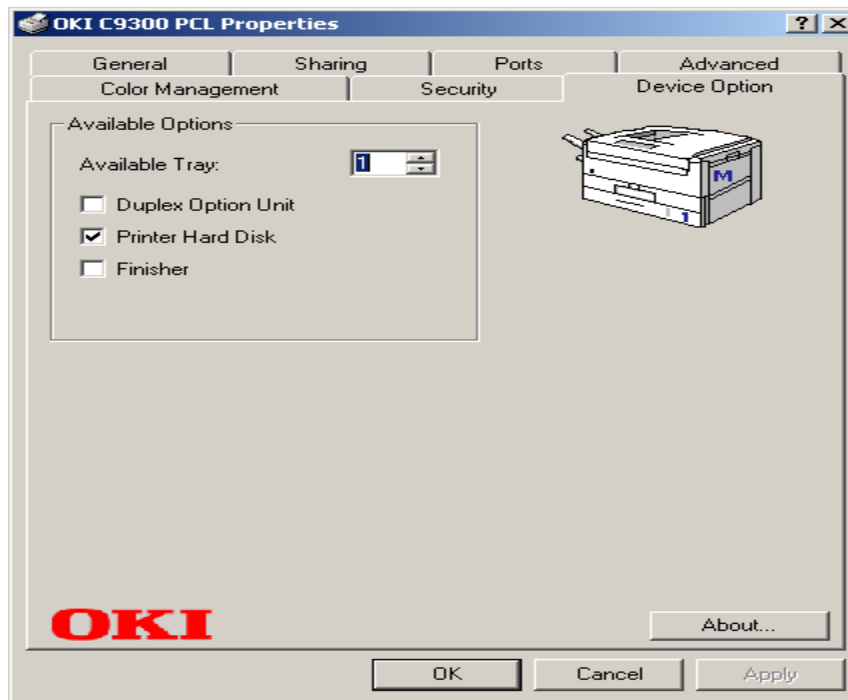 OKI C9300 PCL Properties
General Sharing Ports Advanced
Color Management Security Device Option
Available Options
Available Tray: 1
Duplex Option Unit
Printer Hard Disk
Finisher
M
1
OKI
About...
OK Cancel Apply